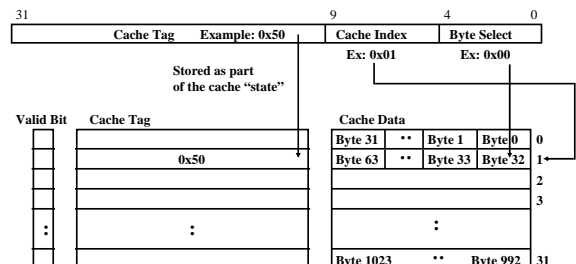 31 9 4 0
Cache Tag Example: 0x50 Cache Index Byte Select
Ex: 0x01 Ex: 0x00
Stored as part
of the cache “state”
Valid Bit Cache Tag Cache Data
Byte 31 •• Byte 1 Byte 0 0
0x50 Byte 63 •• Byte 33 Byte 32 1
2
3
: : :
Byte 1023 •• Byte 992 31